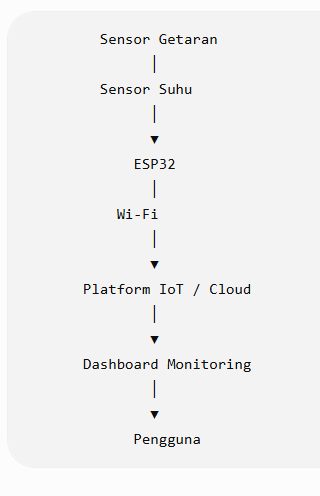 Sensor Getaran
│
Sensor Suhu
│
▼
ESP32
│
Wi-Fi
│
▼
Platform IoT / Cloud
│
▼
Dashboard Monitoring
│
▼
Pengguna